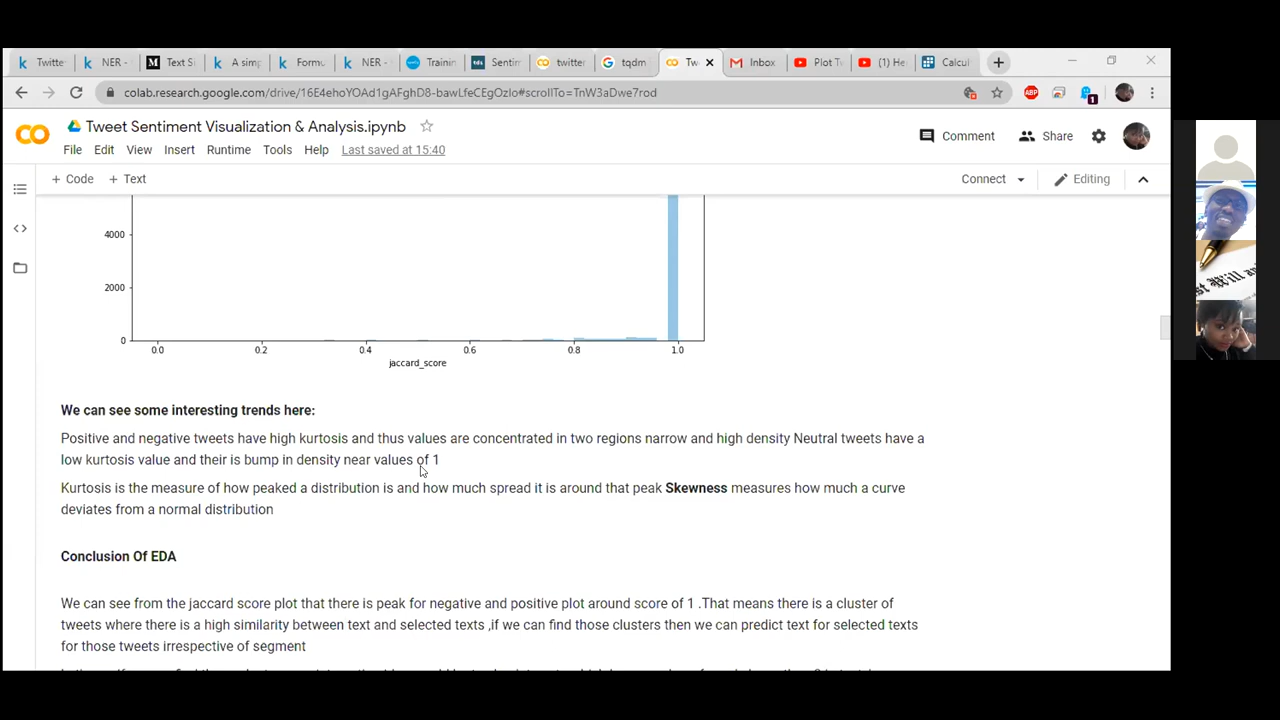 Twitte
NER -
Text S
A simp
Formu
NER -
Trainin
Sentin
twitter
tqdm
Tw
Inbox
Plot T
(1) He
Calcul
colab.research.google.com/drive/16E4ehoYOAd1gAFghD8-bawLfeCEgOzlo#scrollTo=TnW3aDwe7rod
ABP
1
CO
Tweet Sentiment Visualization & Analysis.ipynb
Comment
Share
File Edit View Insert Runtime Tools Help Last saved at 15:40
+ Code + Text
Connect
Editing
4000
2000
0
0.0 0.2 0.4 0.6 0.8 1.0
jaccard_score
We can see some interesting trends here:
Positive and negative tweets have high kurtosis and thus values are concentrated in two regions narrow and high density Neutral tweets have a
low kurtosis value and their is bump in density near values of 1
Kurtosis is the measure of how peaked a distribution is and how much spread it is around that peak Skewness measures how much a curve
deviates from a normal distribution
Conclusion Of EDA
We can see from the jaccard score plot that there is peak for negative and positive plot around score of 1 .That means there is a cluster of
tweets where there is a high similarity between text and selected texts ,if we can find those clusters then we can predict text for selected texts
for those tweets irrespective of segment